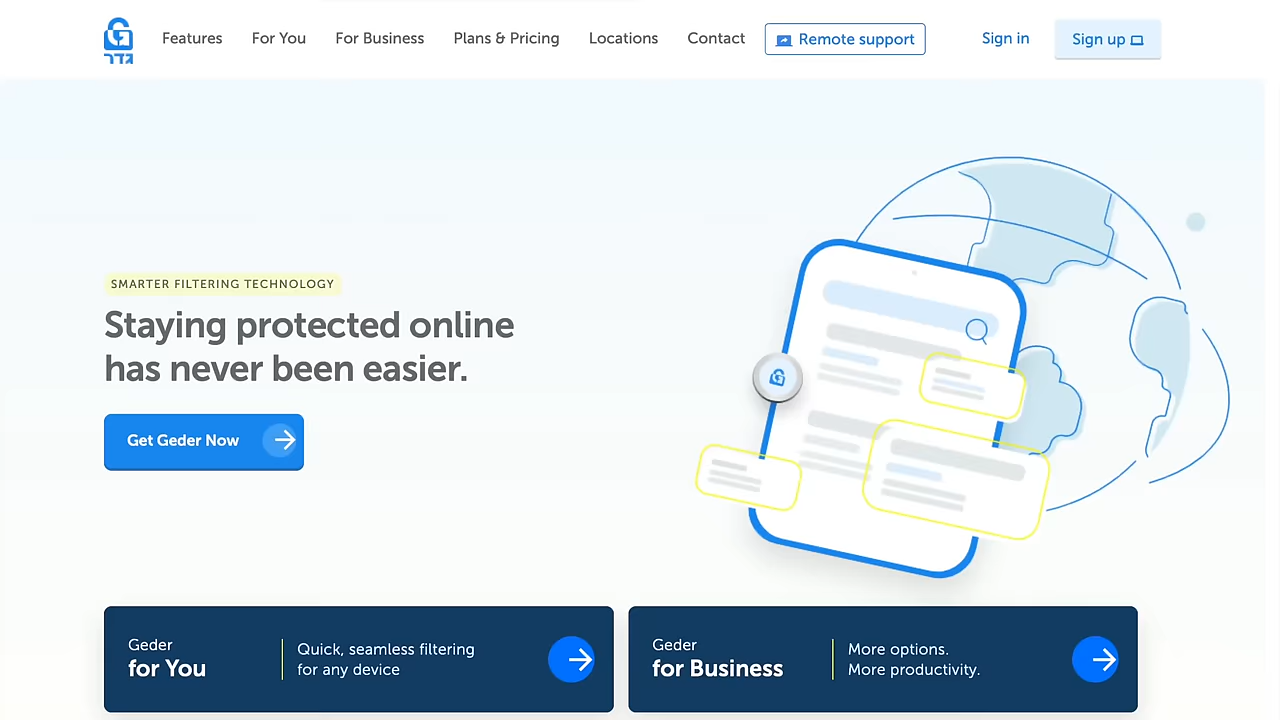 גדר
Features
For You
For Business
Plans & Pricing
Locations
Contact
Remote support
Sign in
Sign up
SMARTER FILTERING TECHNOLOGY
Staying protected online
has never been easier.
Get Geder Now
Geder
for You
Quick, seamless filtering
for any device
Geder
for Business
More options.
More productivity.